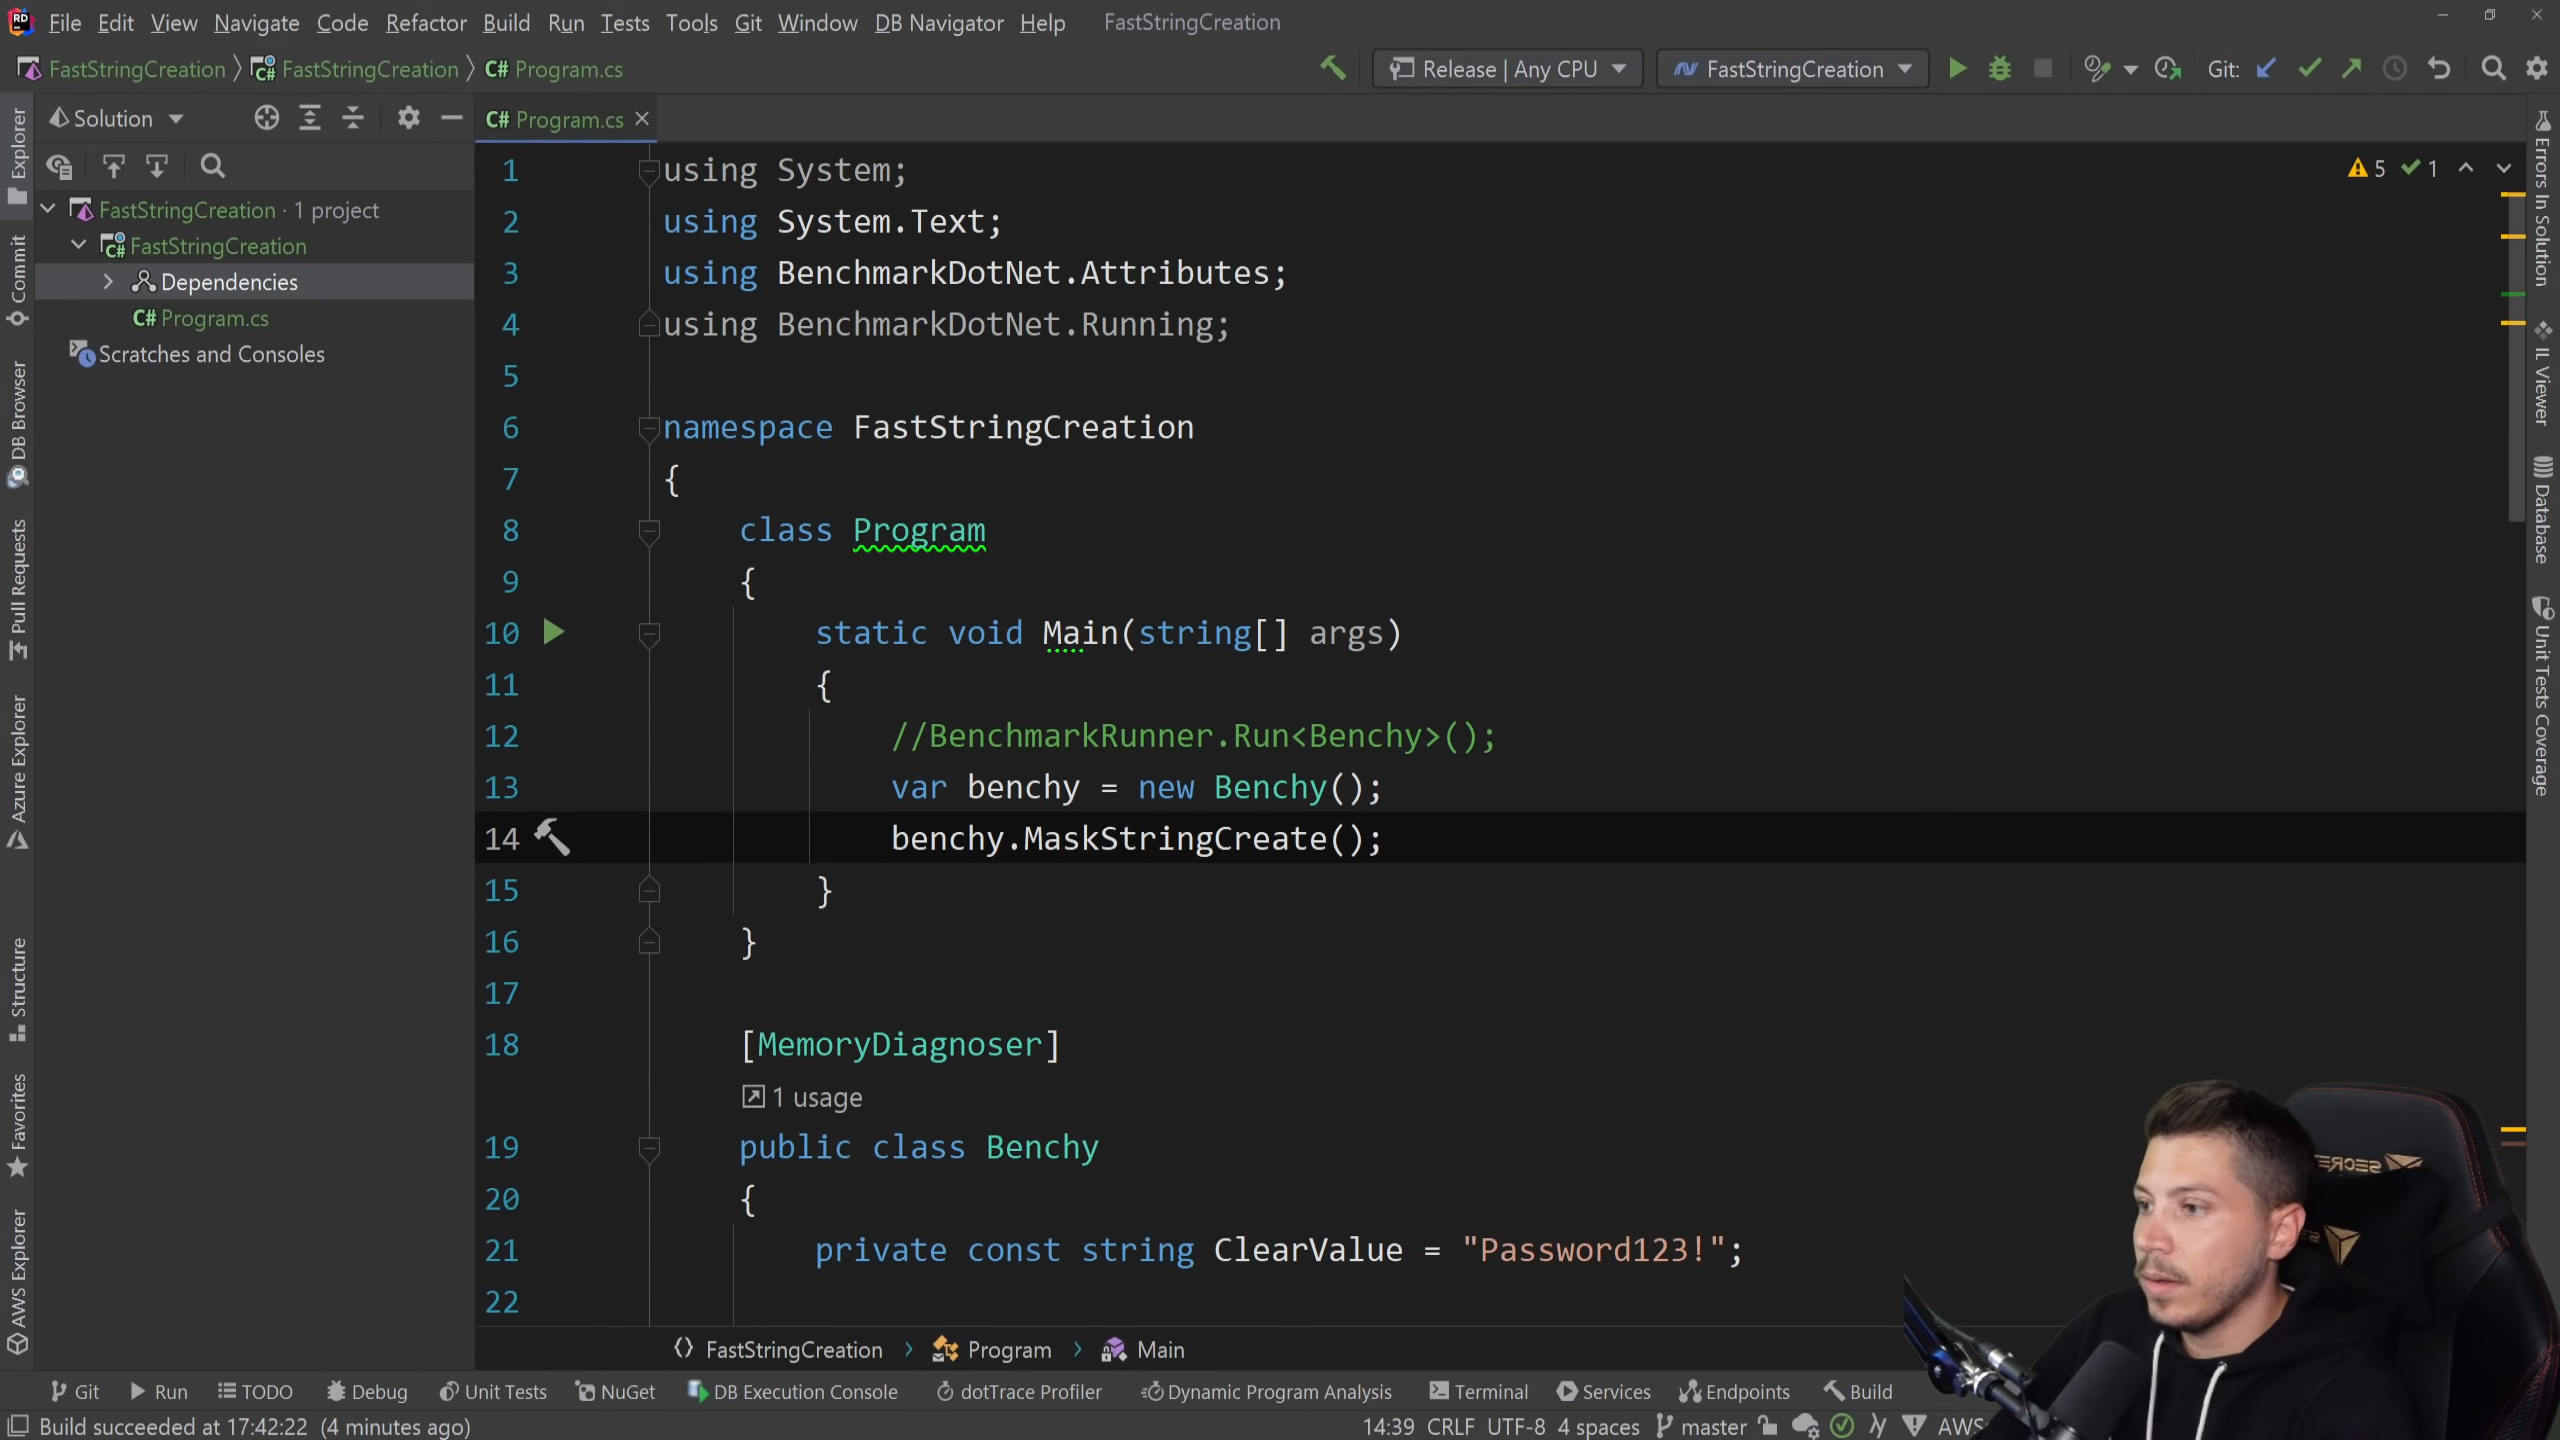 RD File Edit View Navigate Code Refactor Build Run Tests Tools Git Window DB Navigator Help FastStringCreation
FastStringCreation FastStringCreation C# Program.cs Release | Any CPU FastStringCreation Git:
Solution
C# Program.cs
FastStringCreation · 1 project
FastStringCreation
Dependencies
C# Program.cs
Scratches and Consoles
Explorer
Commit
DB Browser
Pull Requests
Azure Explorer
Structure
Favorites
AWS Explorer
1 using System;
2 using System.Text;
3 using BenchmarkDotNet.Attributes;
4 using BenchmarkDotNet.Running;
5
6 namespace FastStringCreation
7 {
8 class Program
9 {
10 static void Main(string[] args)
11 {
12 //BenchmarkRunner.Run<Benchy>();
13 var benchy = new Benchy();
14 benchy.MaskStringCreate();
15 }
16 }
17
18 [MemoryDiagnoser]
1 usage
19 public class Benchy
20 {
21 private const string ClearValue = "Password123!";
22
5 1
Errors In Solution
IL Viewer
Database
Unit Tests Coverage
FastStringCreation Program Main
Git Run TODO Debug Unit Tests NuGet DB Execution Console dotTrace Profiler Dynamic Program Analysis Terminal Services Endpoints Build
Build succeeded at 17:42:22 (4 minutes ago) 14:39 CRLF UTF-8 4 spaces master AWS: